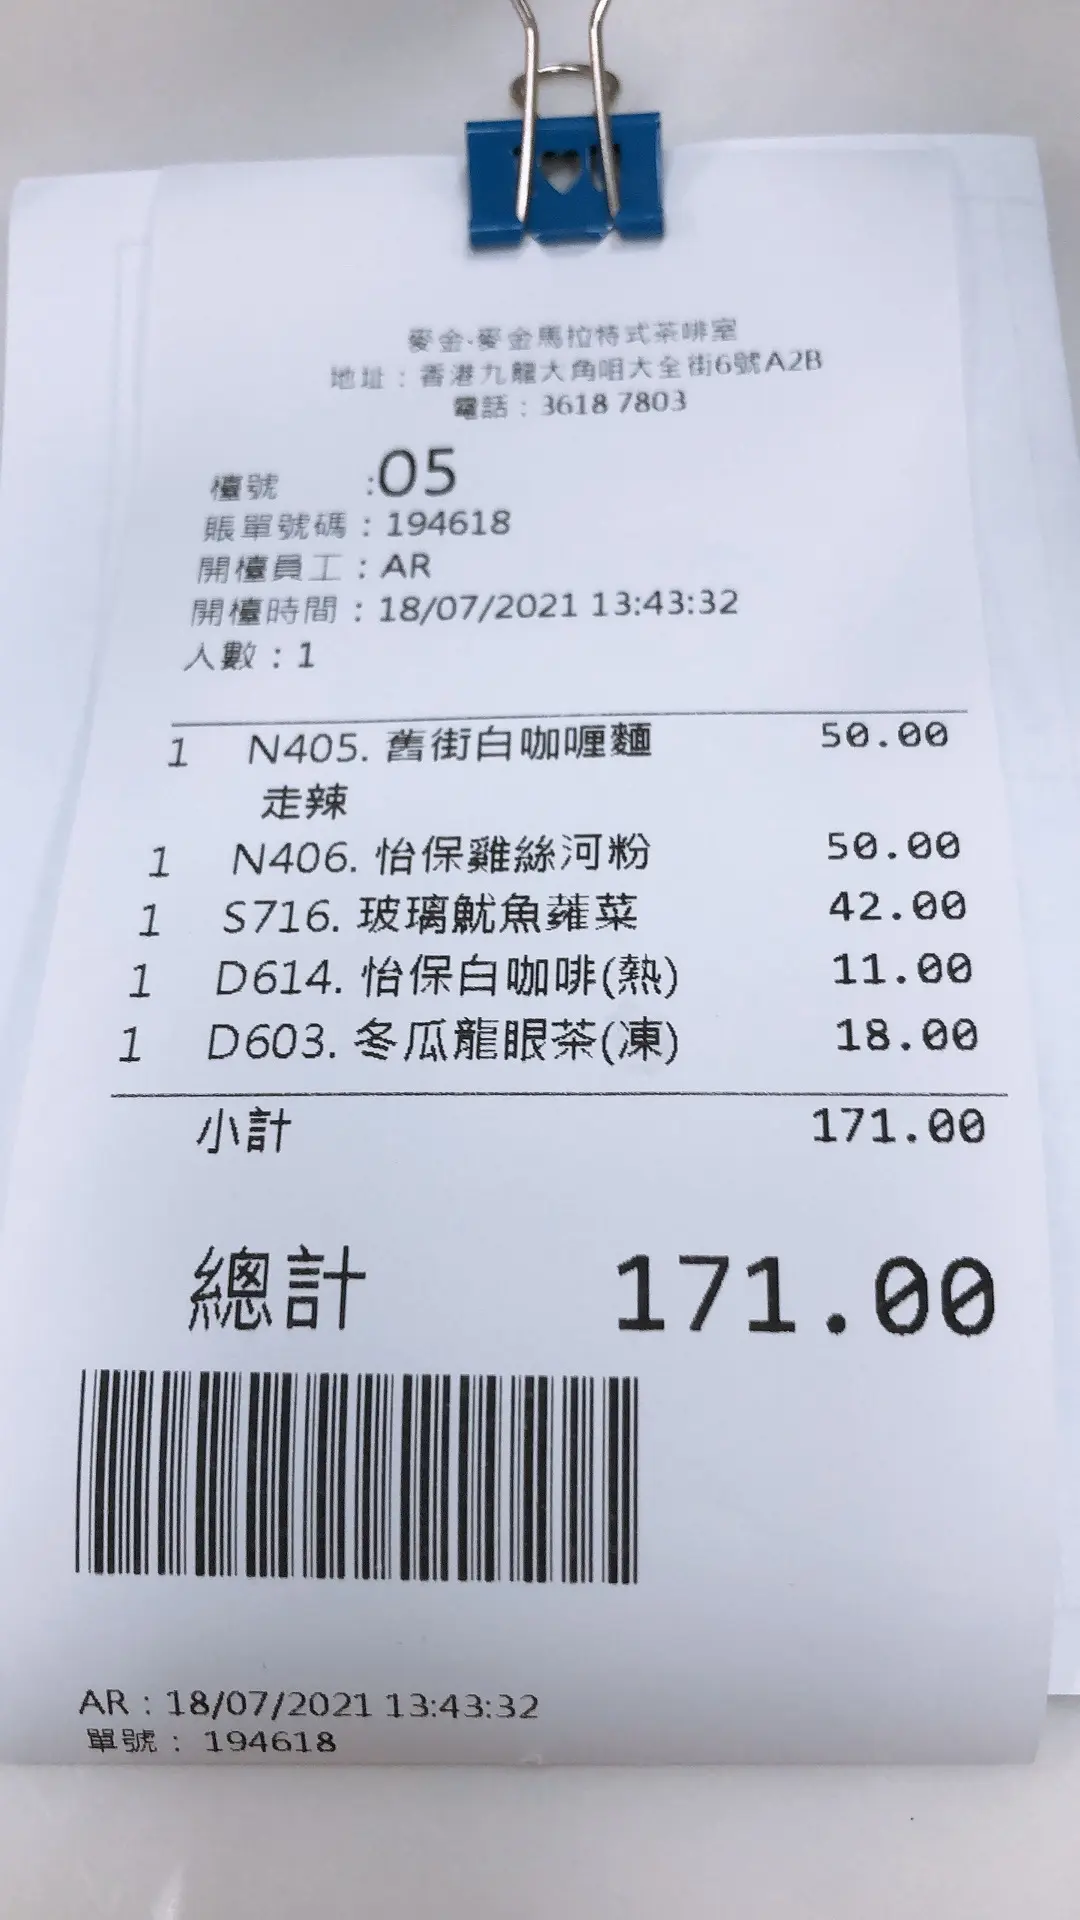 麥金·麥金馬拉特式茶啡室
地址：香港九龍大角咀大全街6號A2B
電話：3618 7803
檯號 :05
賬單號碼：194618
開檯員工：AR
開檯時間：18/07/2021 13:43:32
人數：1
1 N405. 舊街白咖喱麵 50.00
走辣
1 N406. 怡保雞絲河粉 50.00
1 S716. 玻璃魷魚蕹菜 42.00
1 D614. 怡保白咖啡(熱) 11.00
1 D603. 冬瓜龍眼茶(凍) 18.00
小計 171.00
總計 171.00
AR：18/07/2021 13:43:32
單號： 194618